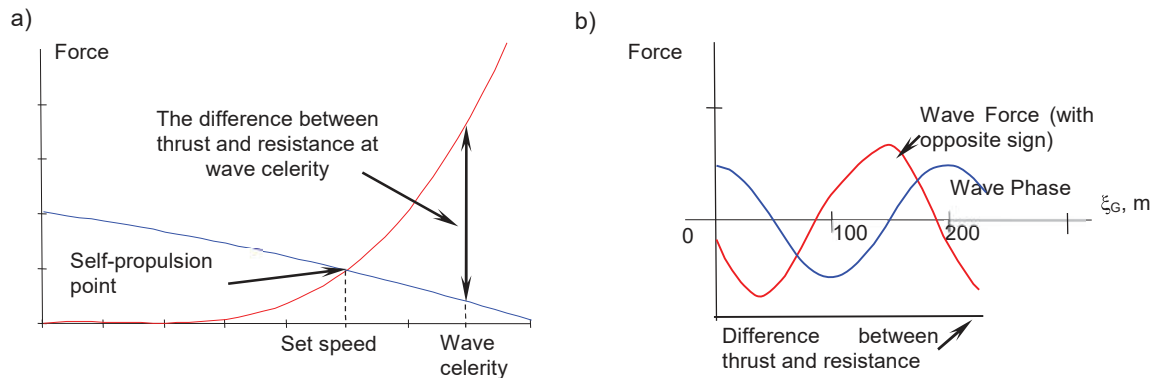 a)
Force
The difference between
thrust and resistance at
wave celerity
Self-propulsion
point
Set speed
Wave
celerity
b)
Force
Wave Force (with
opposite sign)
Wave Phase
ξG, m
0
100
200
Difference between
thrust and resistance